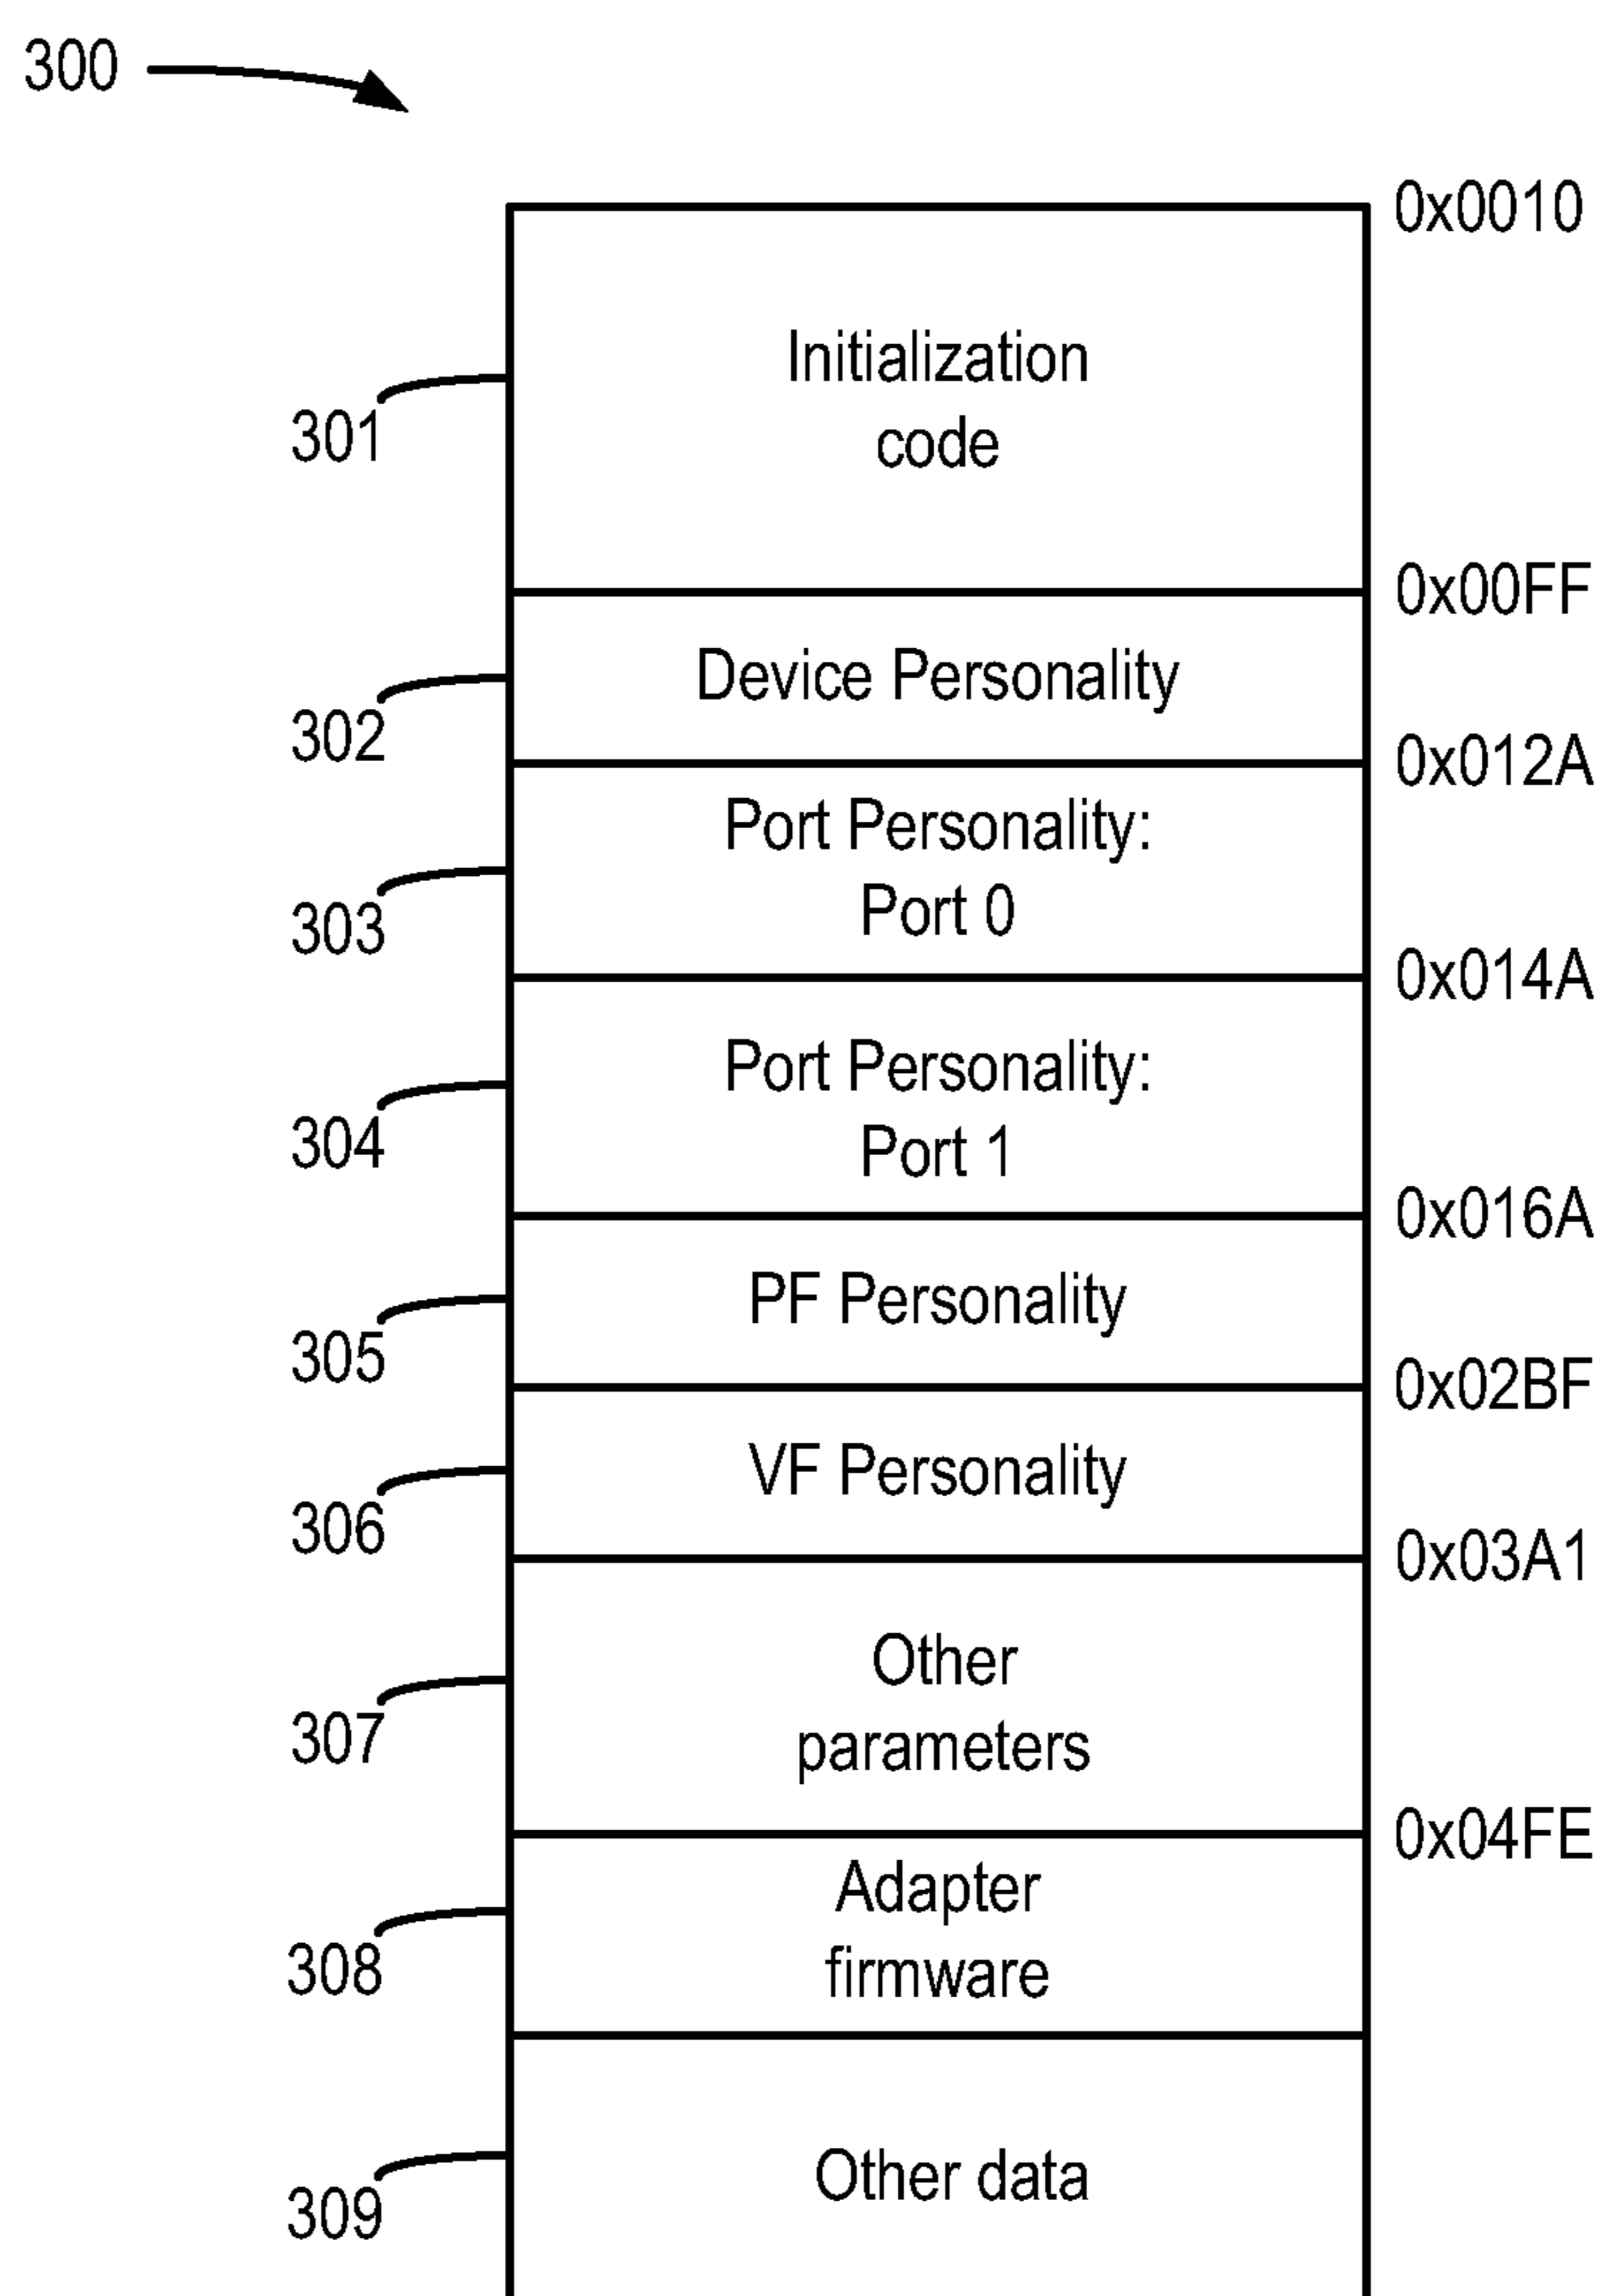 300
0x0010
Initialization
code
301
0x00FF
Device Personality
302
0x012A
Port Personality:
Port 0
303
0x014A
Port Personality:
Port 1
304
0x016A
PF Personality
305
0x02BF
VF Personality
306
0x03A1
Other
parameters
307
0x04FE
Adapter
firmware
308
Other data
309